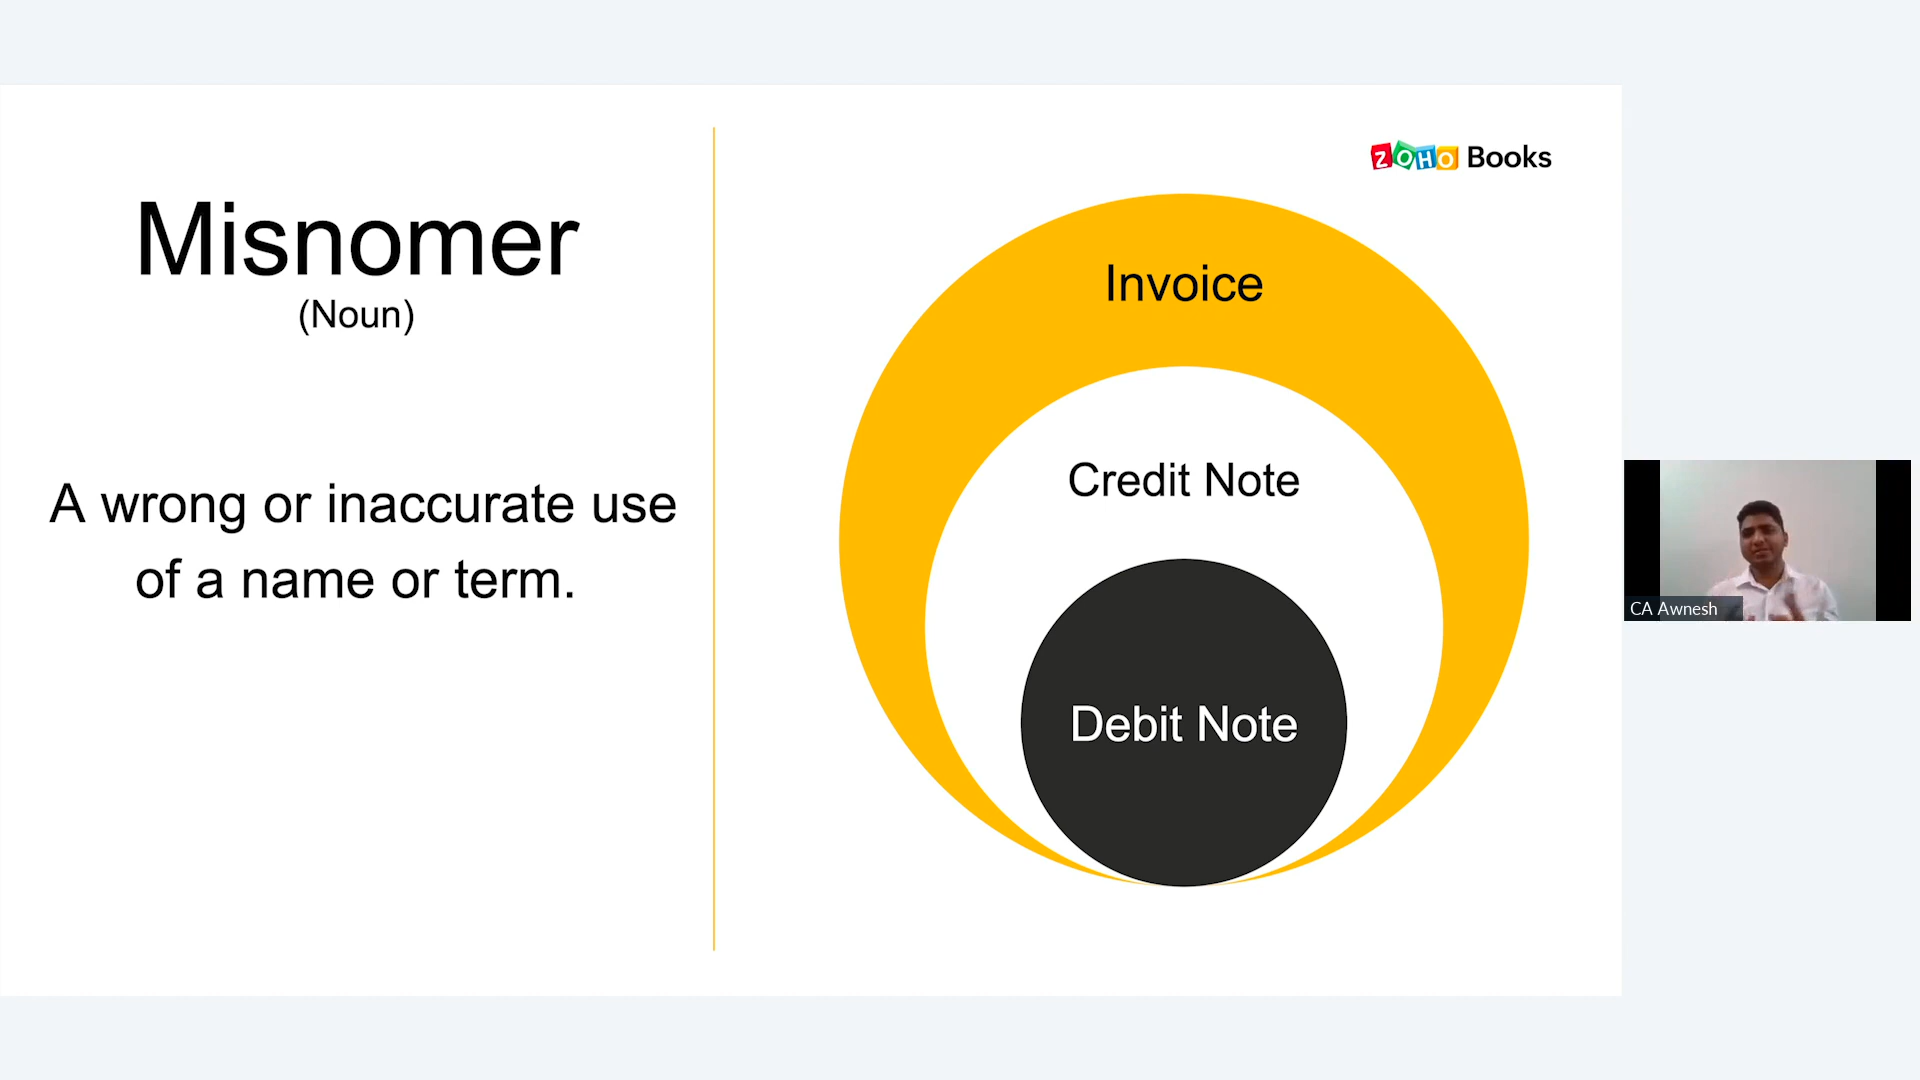 Misnomer
(Noun)
A wrong or inaccurate use
of a name or term.
ZOHO Books
Invoice
Credit Note
Debit Note
CA Awnesh